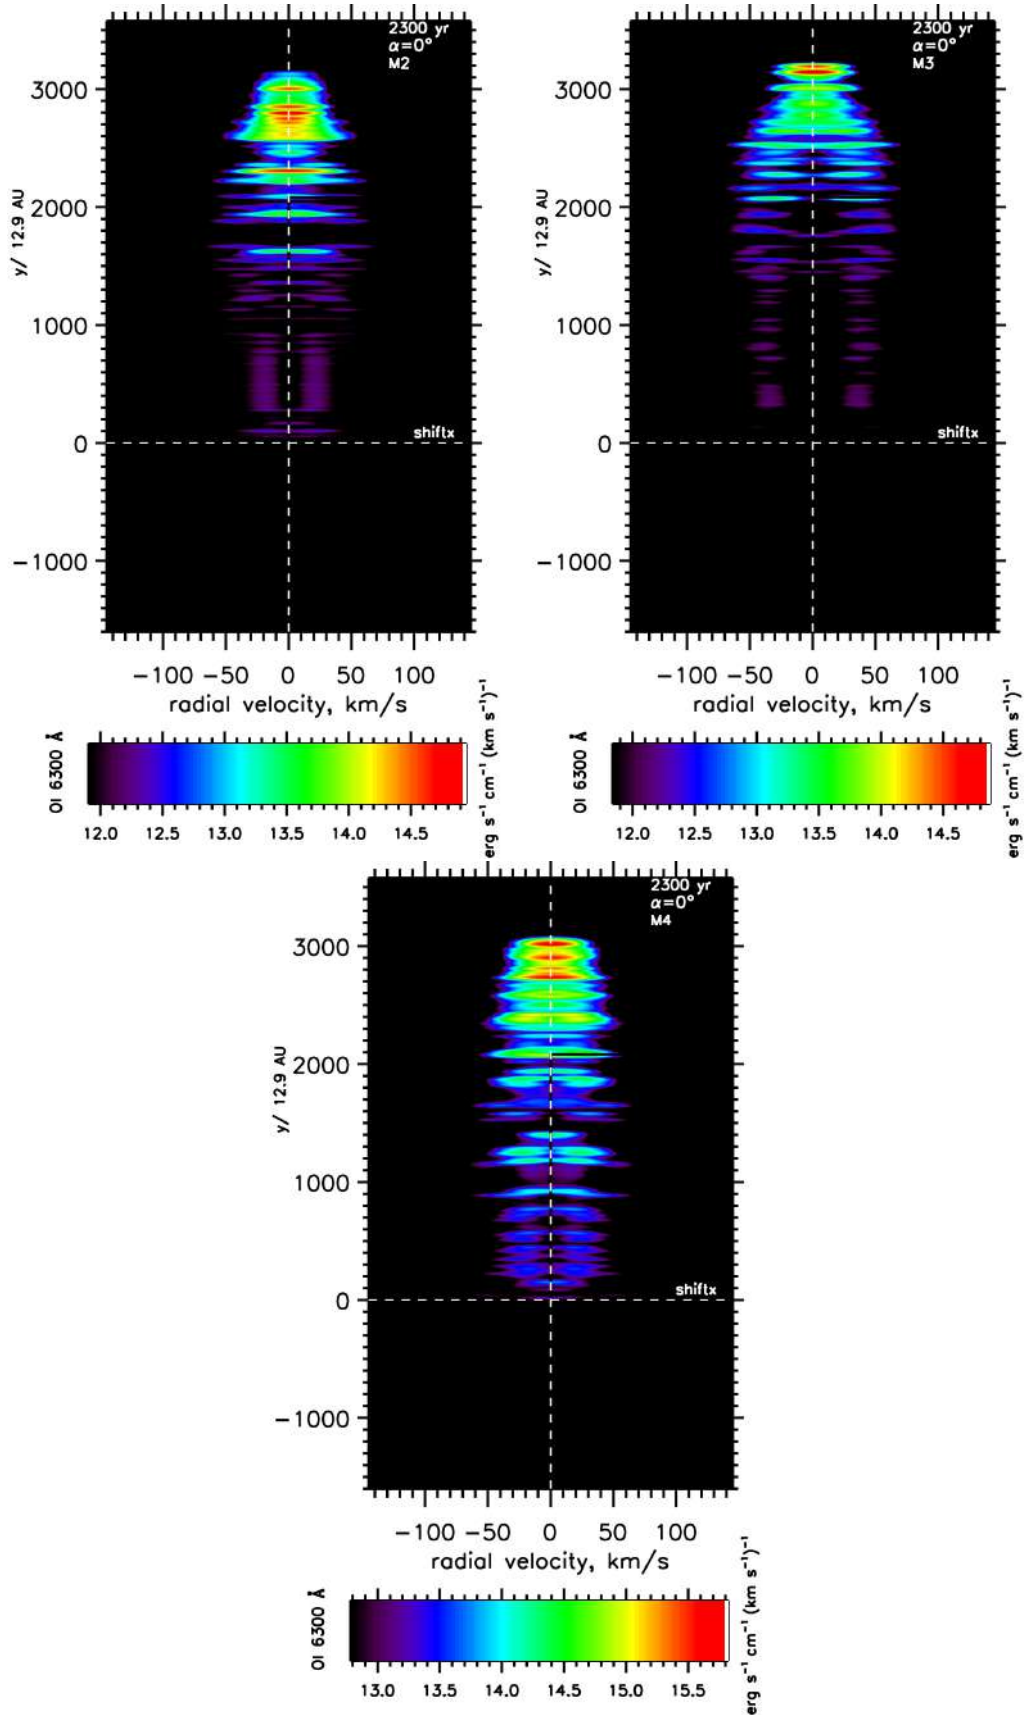 2300 yr
α=0°
M2
3000
2000
1000
0
−1000
y/ 12.9 AU
shiftx
−100 −50 0 50 100
radial velocity, km/s
OI 6300 Å
12.0 12.5 13.0 13.5 14.0 14.5
erg s⁻¹ cm⁻¹ (km s⁻¹)⁻¹
2300 yr
α=0°
M3
3000
2000
1000
0
−1000
y/ 12.9 AU
shiftx
−100 −50 0 50 100
radial velocity, km/s
OI 6300 Å
12.0 12.5 13.0 13.5 14.0 14.5
erg s⁻¹ cm⁻¹ (km s⁻¹)⁻¹
2300 yr
α=0°
M4
3000
2000
1000
0
−1000
y/ 12.9 AU
shiftx
−100 −50 0 50 100
radial velocity, km/s
OI 6300 Å
13.0 13.5 14.0 14.5 15.0 15.5
erg s⁻¹ cm⁻¹ (km s⁻¹)⁻¹